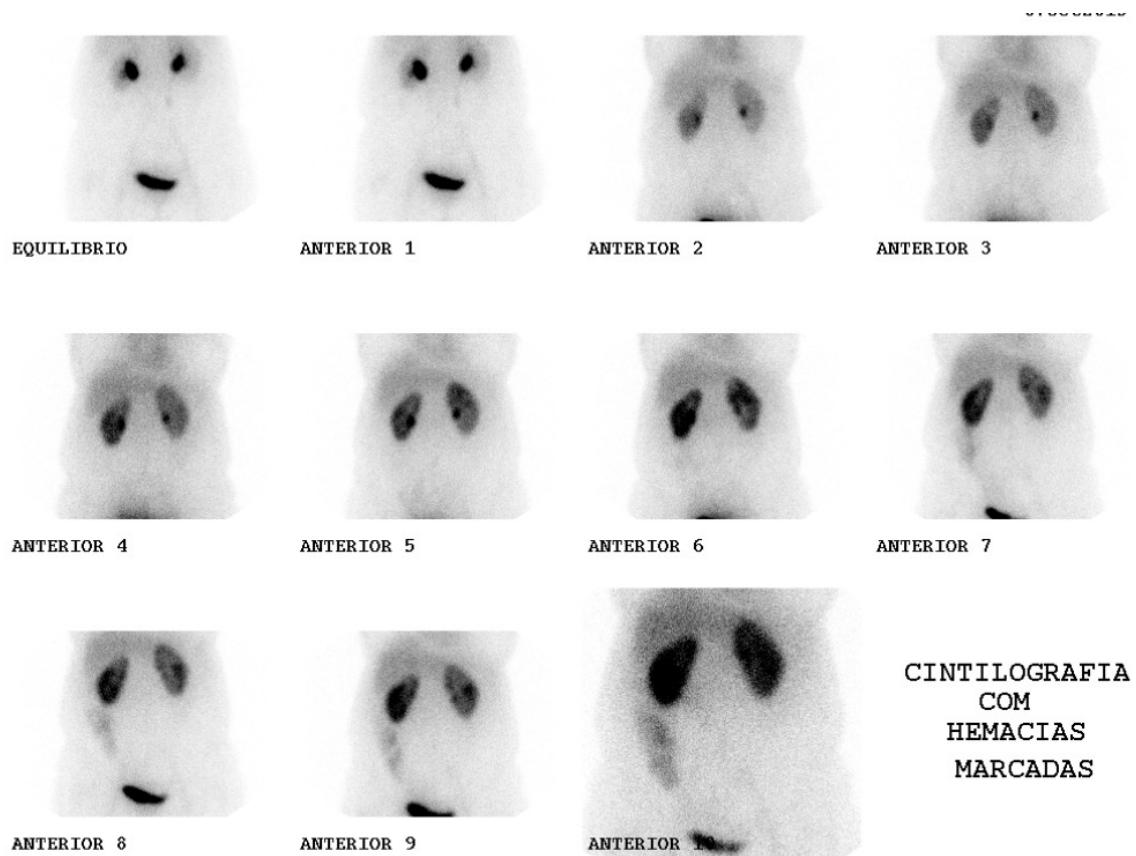 EQUILIBRIO
ANTERIOR 1
ANTERIOR 2
ANTERIOR 3
ANTERIOR 4
ANTERIOR 5
ANTERIOR 6
ANTERIOR 7
ANTERIOR 8
ANTERIOR 9
ANTERIOR 10
CINTILOGRAFIA
COM
HEMACIAS
MARCADAS